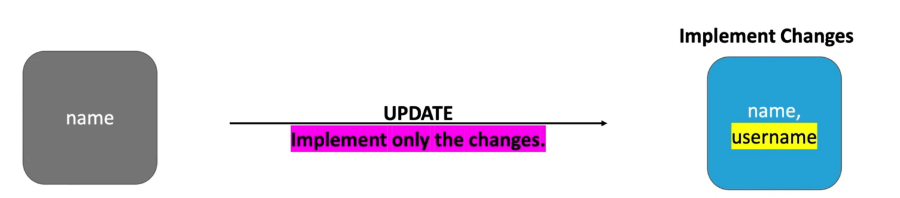 Implement Changes
name
UPDATE
Implement only the changes.
name,
username